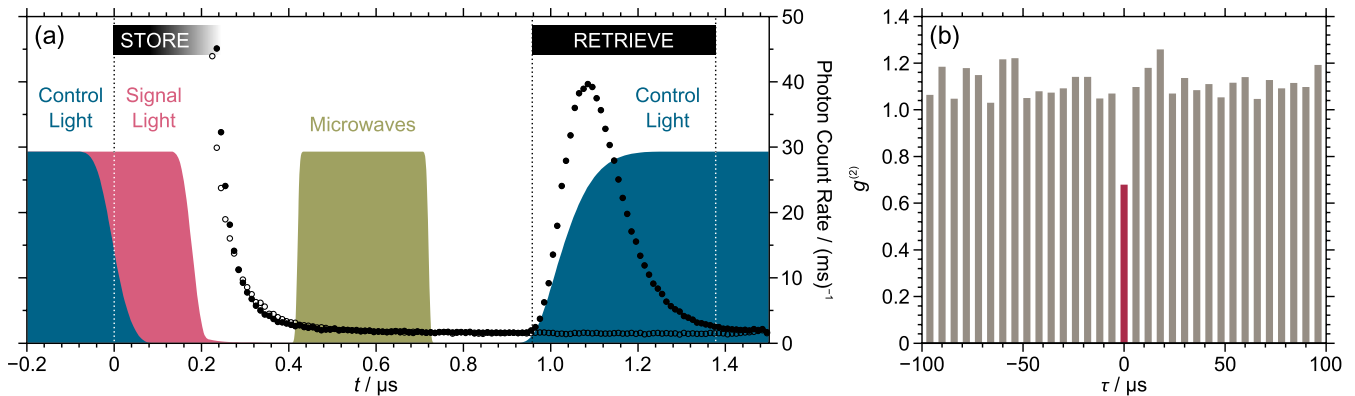 (a)
STORE
RETRIEVE
Control
Light
Signal
Light
Microwaves
Control
Light
−0.2 0 0.2 0.4 0.6 0.8 1.0 1.2 1.4
t / μs
50
40
30
20
10
0
Photon Count Rate / (ms)⁻¹
(b)
1.4
1.2
1.0
0.8
0.6
0.4
0.2
0
g⁽²⁾
−100 −50 0 50 100
τ / μs